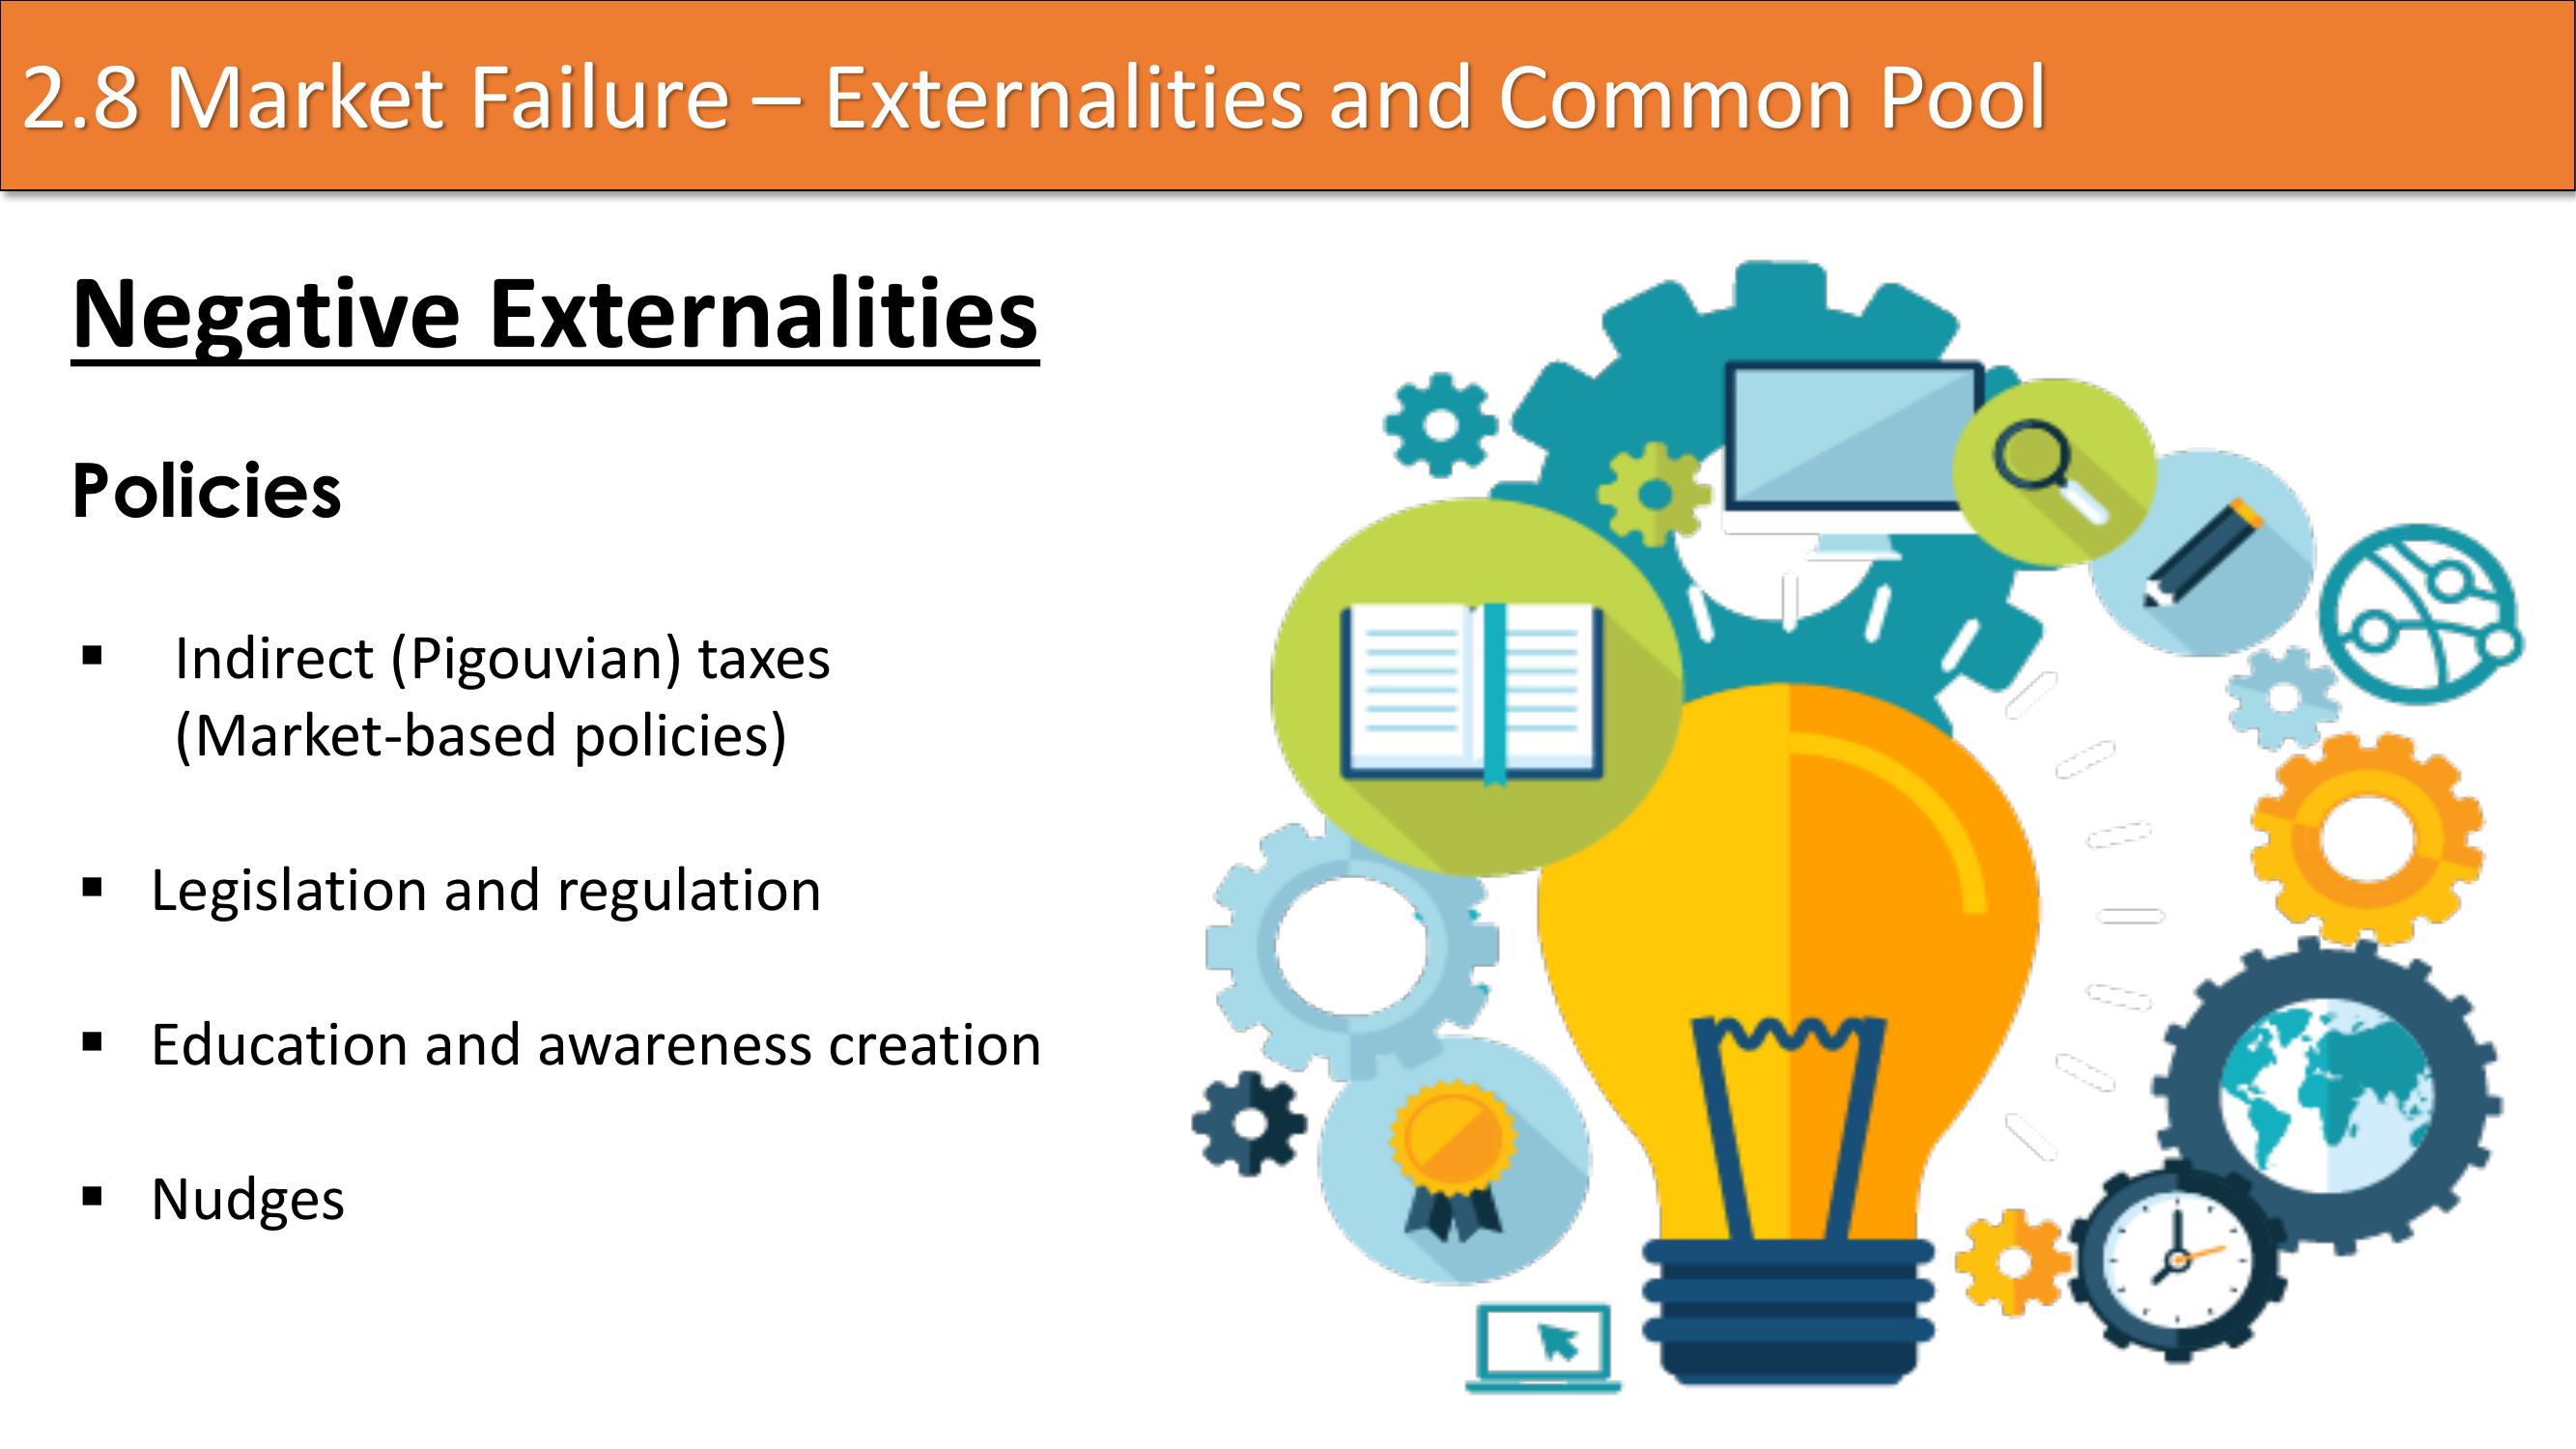 2.8 Market Failure – Externalities and Common Pool
Negative Externalities
Policies
▪ Indirect (Pigouvian) taxes
(Market-based policies)
▪ Legislation and regulation
▪ Education and awareness creation
▪ Nudges